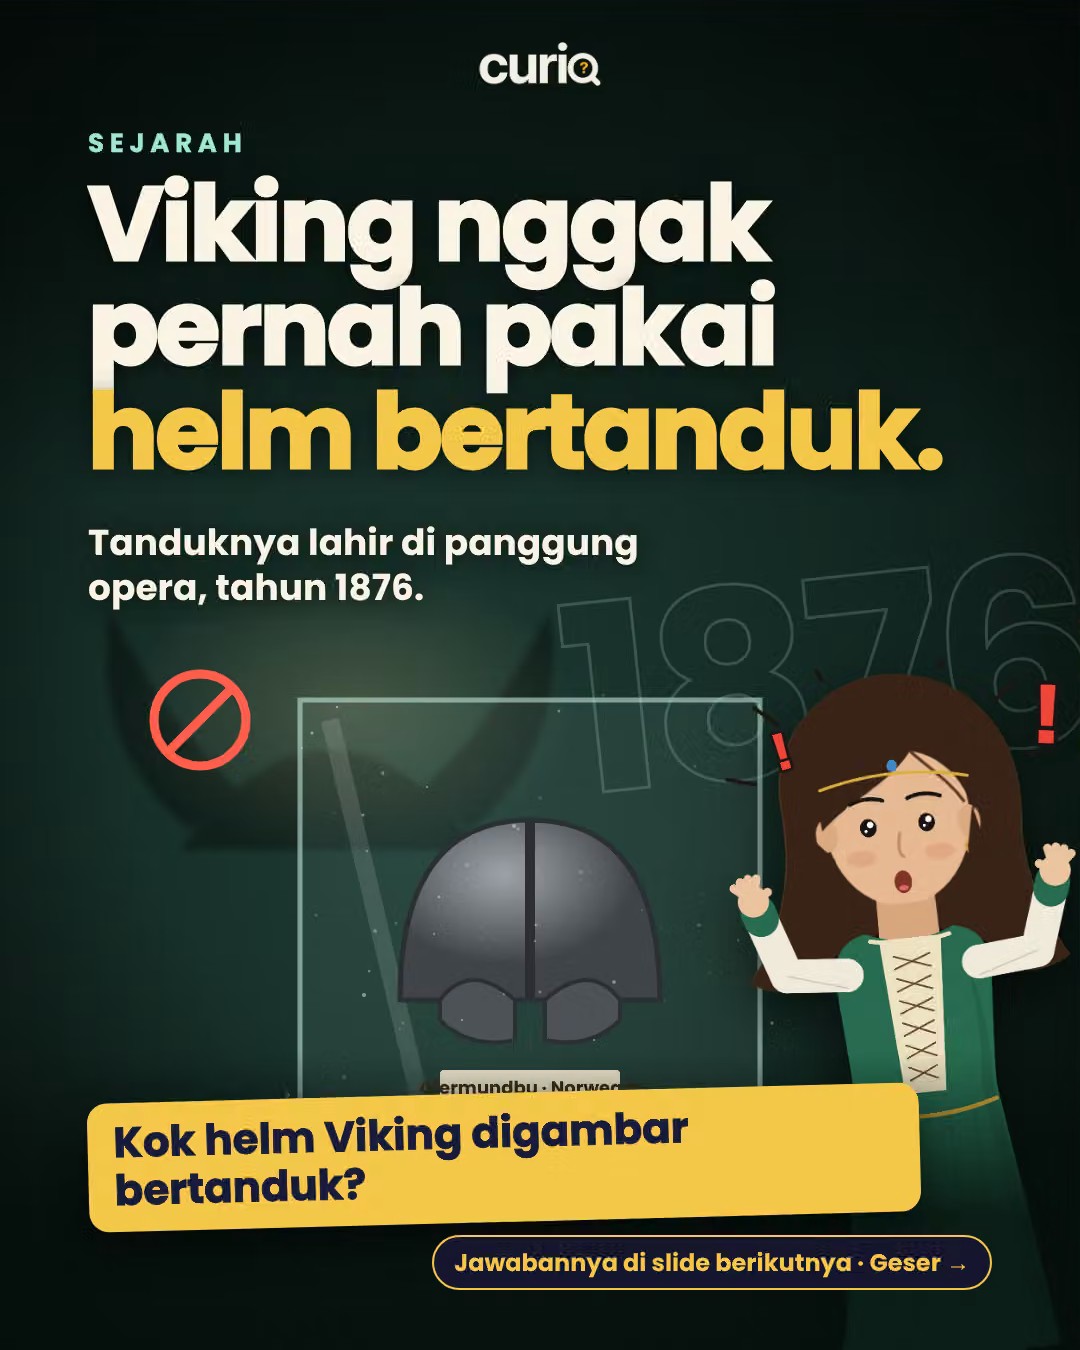 curio
SEJARAH
Viking nggak
pernah pakai
helm bertanduk.
Tanduknya lahir di panggung
opera, tahun 1876.
1876
!
!
Kok helm Viking digambar
bertanduk?
Jawabannya di slide berikutnya · Geser →